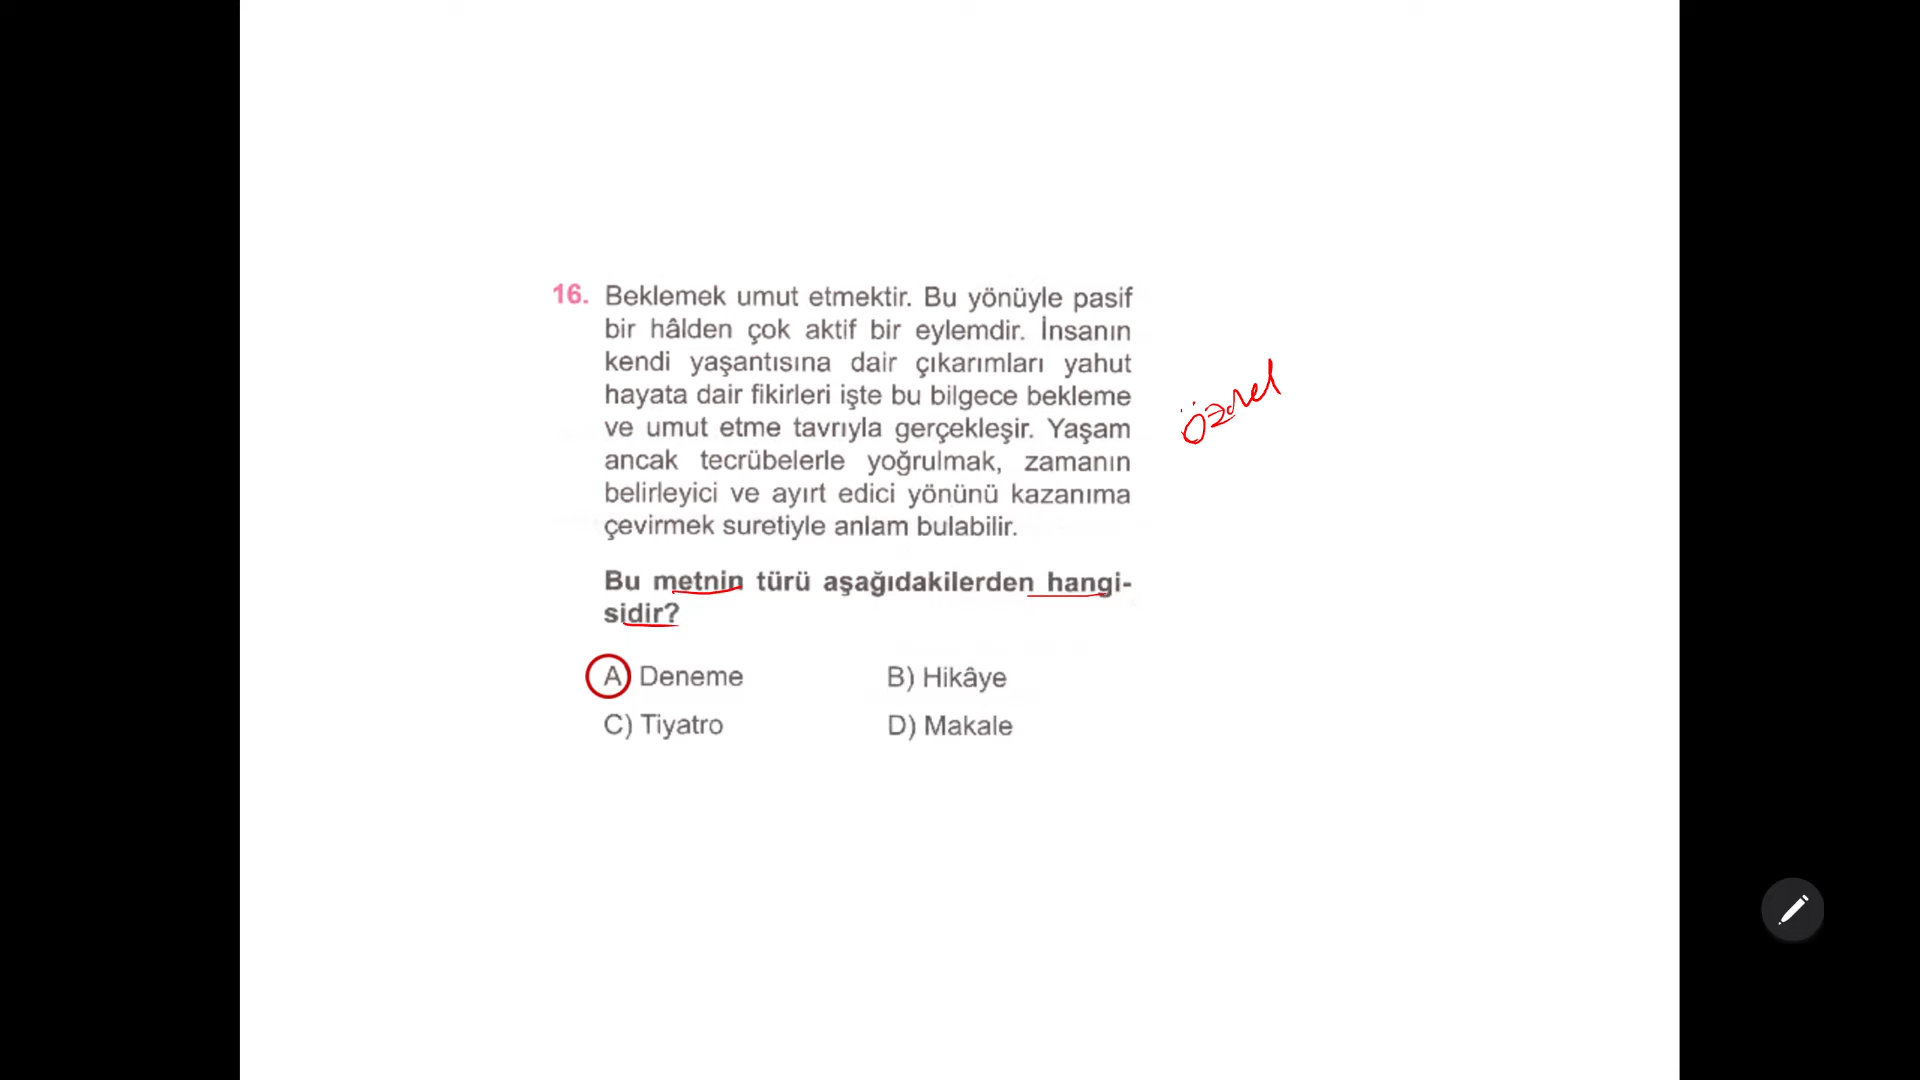 16. Beklemek umut etmektir. Bu yönüyle pasif
bir hâlden çok aktif bir eylemdir. İnsanın
kendi yaşantısına dair çıkarımları yahut
hayata dair fikirleri işte bu bilgece bekleme
ve umut etme tavrıyla gerçekleşir. Yaşam
ancak tecrübelerle yoğrulmak, zamanın
belirleyici ve ayırt edici yönünü kazanıma
çevirmek suretiyle anlam bulabilir.
öznel
Bu metnin türü aşağıdakilerden hangi-
sidir?
A) Deneme B) Hikâye
C) Tiyatro D) Makale